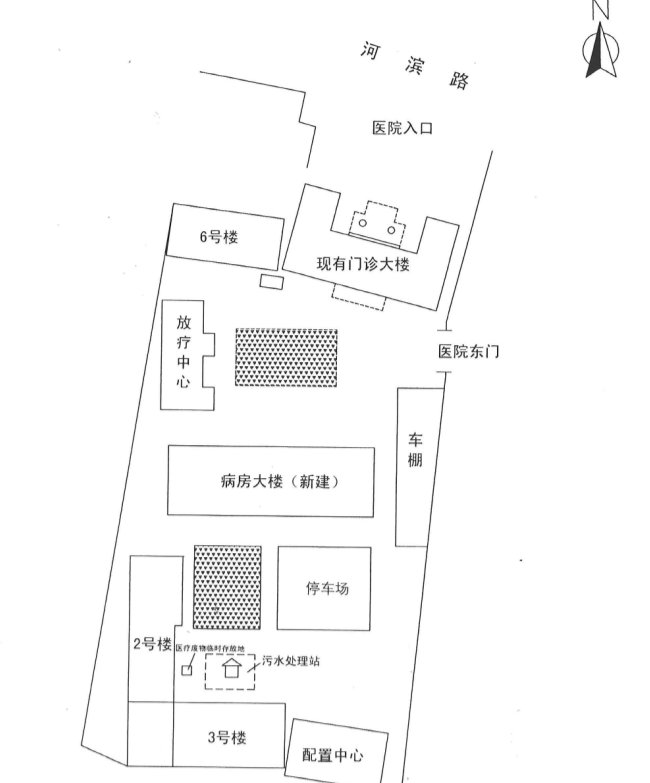 N
河滨路
医院入口
6号楼
现有门诊大楼
放疗中心
医院东门
车棚
病房大楼（新建）
停车场
2号楼
医疗废物临时存放地
污水处理站
3号楼
配置中心